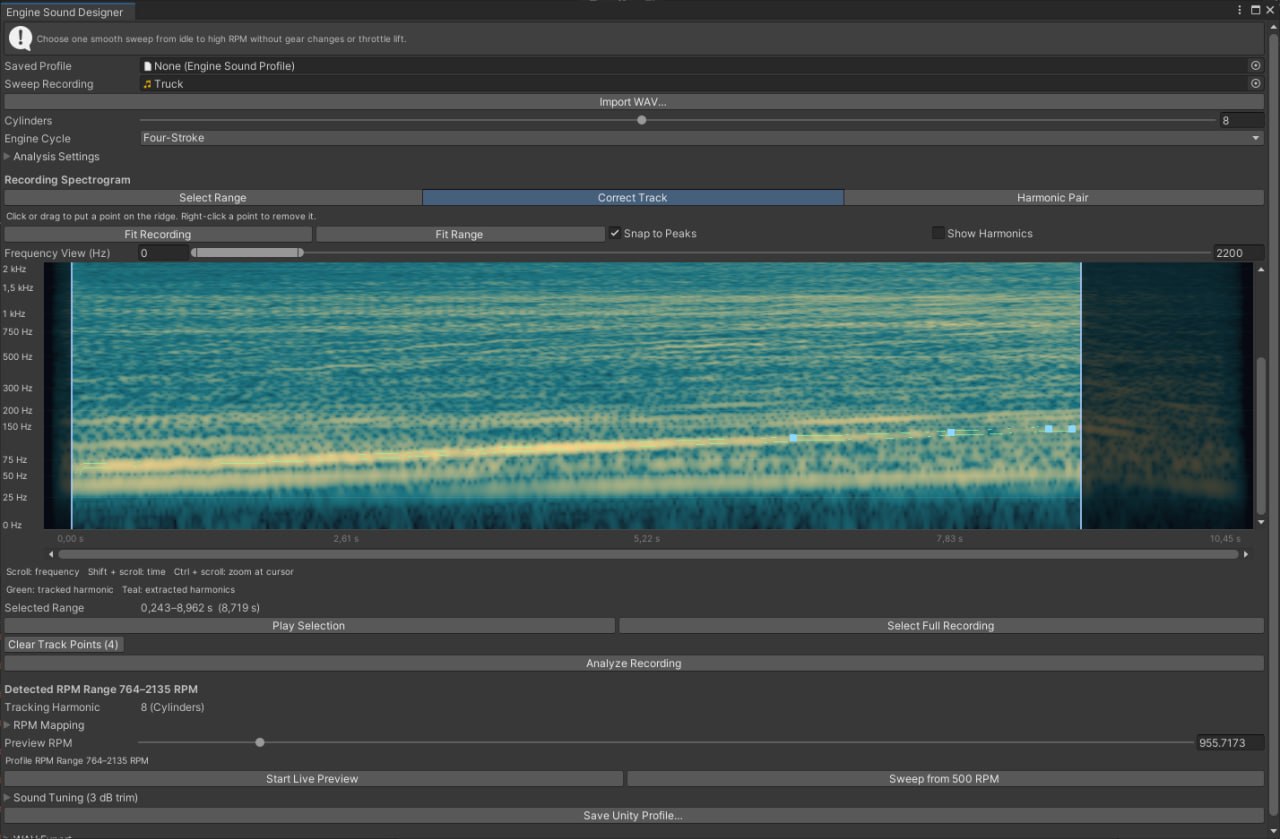 Engine Sound Designer
Choose one smooth sweep from idle to high RPM without gear changes or throttle lift.
Saved Profile None (Engine Sound Profile)
Sweep Recording Truck
Import WAV...
Cylinders 8
Engine Cycle Four-Stroke
Analysis Settings
Recording Spectrogram
Select Range Correct Track Harmonic Pair
Click or drag to put a point on the ridge. Right-click a point to remove it.
Fit Recording Fit Range Snap to Peaks Show Harmonics
Frequency View (Hz) 0 2200
2 kHz
1,5 kHz
1 kHz
750 Hz
500 Hz
300 Hz
200 Hz
150 Hz
75 Hz
50 Hz
25 Hz
0 Hz
0,00 s 2,61 s 5,22 s 7,83 s 10,45 s
Scroll: frequency Shift + scroll: time Ctrl + scroll: zoom at cursor
Green: tracked harmonic Teal: extracted harmonics
Selected Range 0,243–8,962 s (8,719 s)
Play Selection Select Full Recording
Clear Track Points (4)
Analyze Recording
Detected RPM Range 764–2135 RPM
Tracking Harmonic 8 (Cylinders)
RPM Mapping
Preview RPM 955.7173
Profile RPM Range 764–2135 RPM
Start Live Preview Sweep from 500 RPM
Sound Tuning (3 dB trim)
Save Unity Profile...